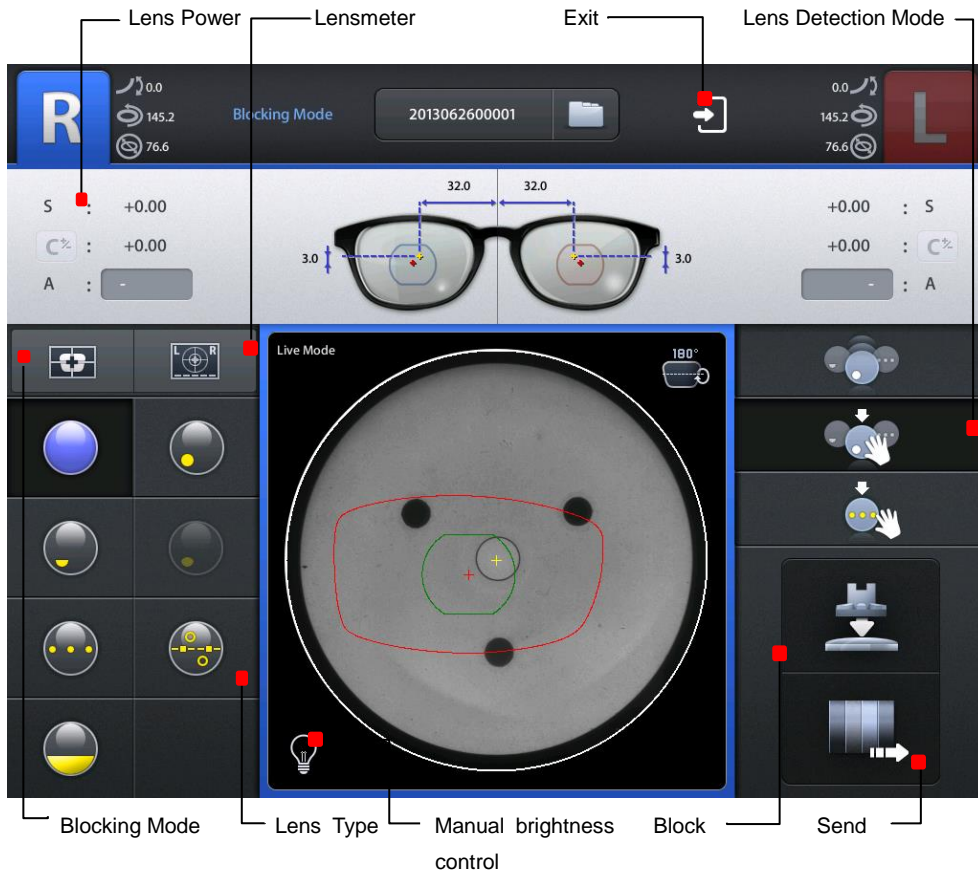 Lens Power
Lensmeter
Exit
Lens Detection Mode
R
0.0
145.2
76.6
Blocking Mode
2013062600001
0.0
145.2
76.6
L
S : +0.00
C+/- : +0.00
A : -
32.0 32.0
3.0
3.0
+0.00 : S
+0.00 : C+/-
- : A
L R
Live Mode
180°
Blocking Mode
Lens Type
Manual brightness
control
Block
Send